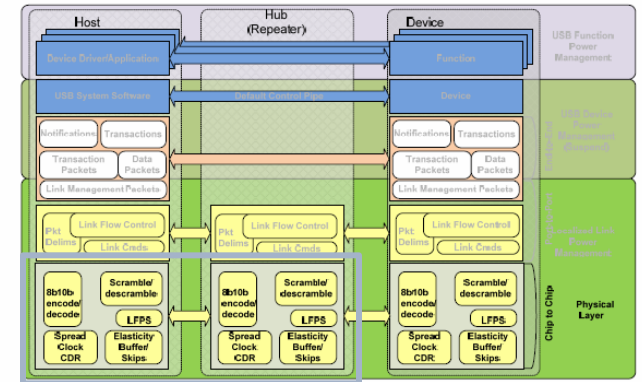 Host
Hub
(Repeater)
Device
Device Driver/Application
Function
USB Function
Power
Management
USB System Software
Default Control Pipe
Device
USB Device
Power
Management
(Suspend)
Notifications
Transactions
Transaction
Packets
Data
Packets
Link Management Packets
Notifications
Transactions
Transaction
Packets
Data
Packets
Link Management Packets
Pkt
Delims
Link Flow Control
Link Cmds
Pkt
Delims
Link Flow Control
Link Cmds
Pkt
Delims
Link Flow Control
Link Cmds
Power
Management
8b10b
encode/
decode
Scramble/
descramble
LFPS
Spread
Clock
CDR
Elasticity
Buffer/
Skips
8b10b
encode/
decode
Scramble/
descramble
LFPS
Spread
Clock
CDR
Elasticity
Buffer/
Skips
8b10b
encode/
decode
Scramble/
descramble
LFPS
Spread
Clock
CDR
Elasticity
Buffer/
Skips
Chip to Chip
Physical
Layer